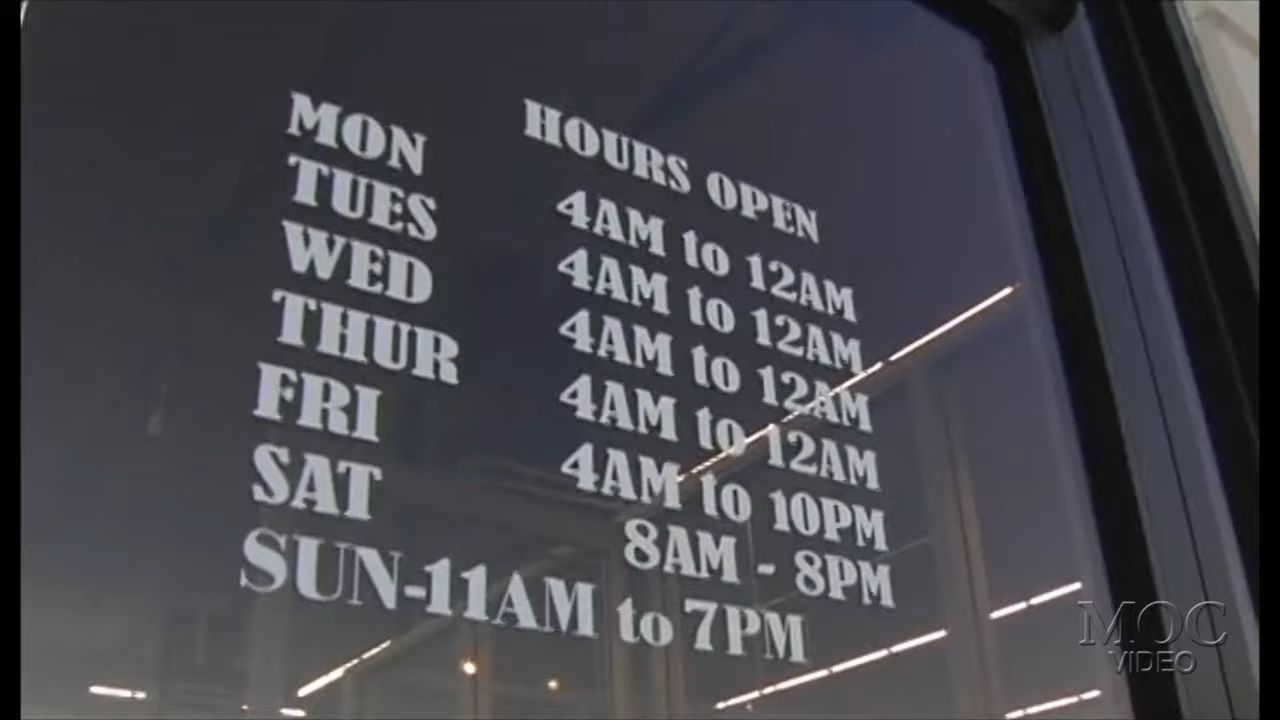 HOURS OPEN
MON 4AM to 12AM
TUES 4AM to 12AM
WED 4AM to 12AM
THUR 4AM to 12AM
FRI 4AM to 10PM
SAT 8AM - 8PM
SUN-11AM to 7PM
MOC
VIDEO